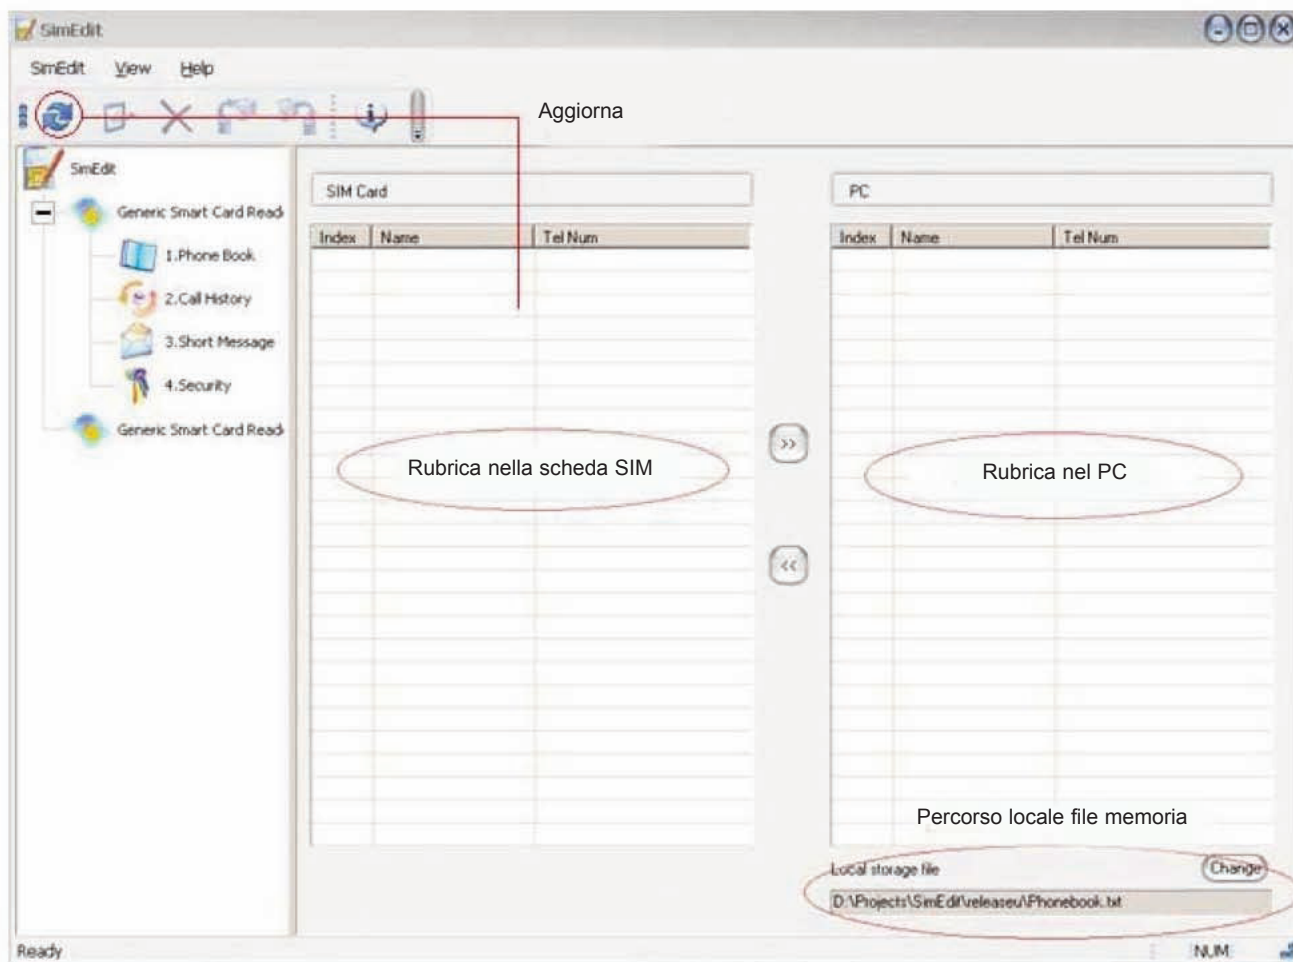 SimEdit
SimEdit View Help
Aggiorna
SimEdit
Generic Smart Card Read
1.Phone Book
2.Call History
3.Short Message
4.Security
Generic Smart Card Read
SIM Card
Index Name Tel Num
Rubrica nella scheda SIM
>>
<<
PC
Index Name Tel Num
Rubrica nel PC
Percorso locale file memoria
Local storage file
Change
D:\Projects\SimEdit\releaseu\Phonebook.txt
Ready
NUM